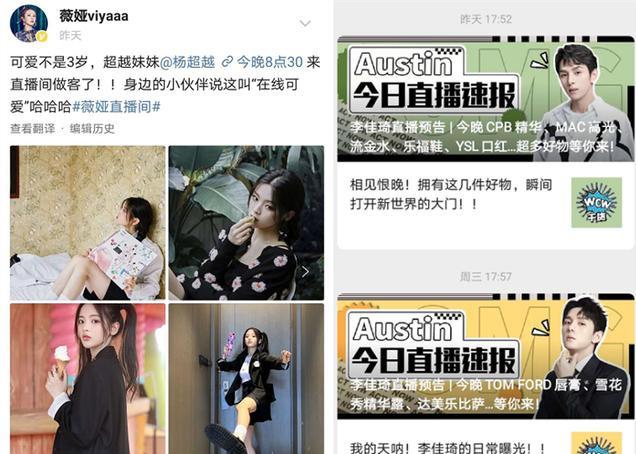 薇娅viyaaa
昨天
可爱不是3岁，超越妹妹@杨超越 今晚8点30 来
直播间做客了！！身边的小伙伴说这叫“在线可
爱”哈哈哈#薇娅直播间#
查看翻译 · 编辑历史
昨天 17:52
Austin
今日直播速报
李佳琦直播预告 | 今晚 CPB 精华、MAC 高光、
流金水、乐福鞋、YSL 口红...超多好物等你来！
相见恨晚！拥有这几件好物，瞬间
打开新世界的大门！！
WOW
周三 17:57
Austin
今日直播速报
李佳琦直播预告 | 今晚 TOM FORD 唇膏、雪花
秀精华露、达美乐比萨...等你来！
我的天呐！李佳琦的日常曝光！！